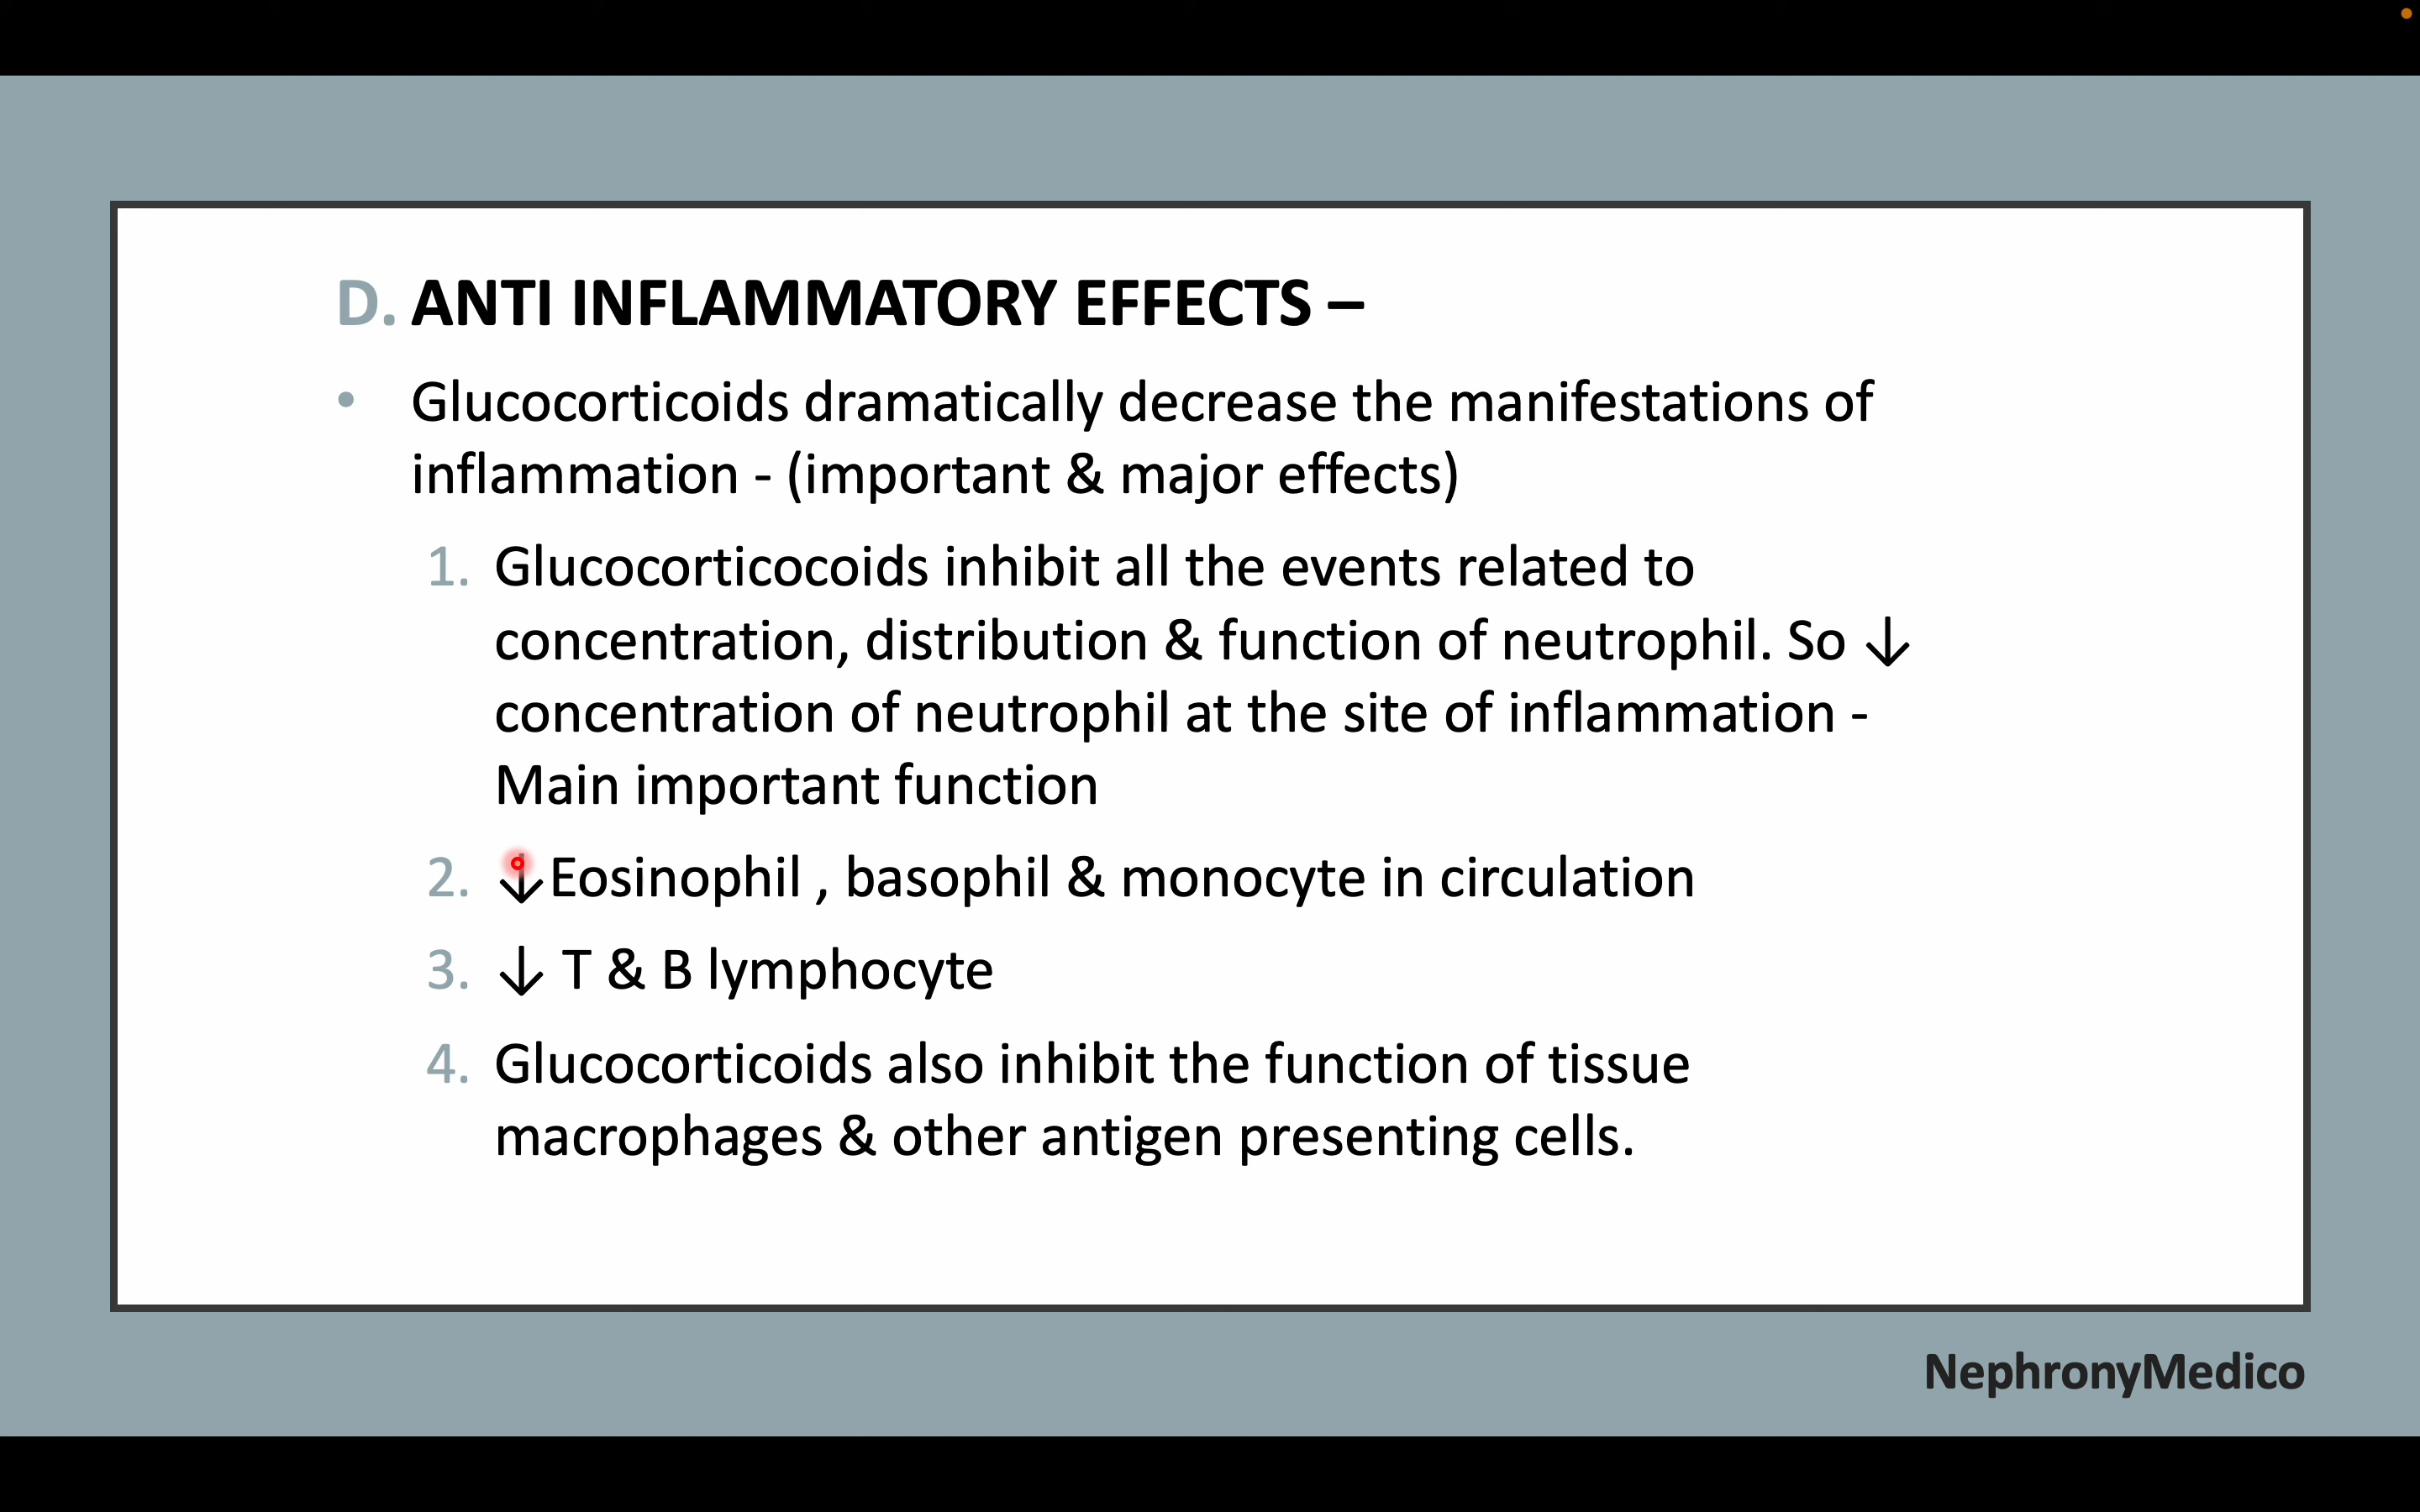 D. ANTI INFLAMMATORY EFFECTS –
• Glucocorticoids dramatically decrease the manifestations of
inflammation - (important & major effects)
1. Glucocorticocoids inhibit all the events related to
concentration, distribution & function of neutrophil. So ↓
concentration of neutrophil at the site of inflammation -
Main important function
2. ↓ Eosinophil , basophil & monocyte in circulation
3. ↓ T & B lymphocyte
4. Glucocorticoids also inhibit the function of tissue
macrophages & other antigen presenting cells.
NephronyMedico